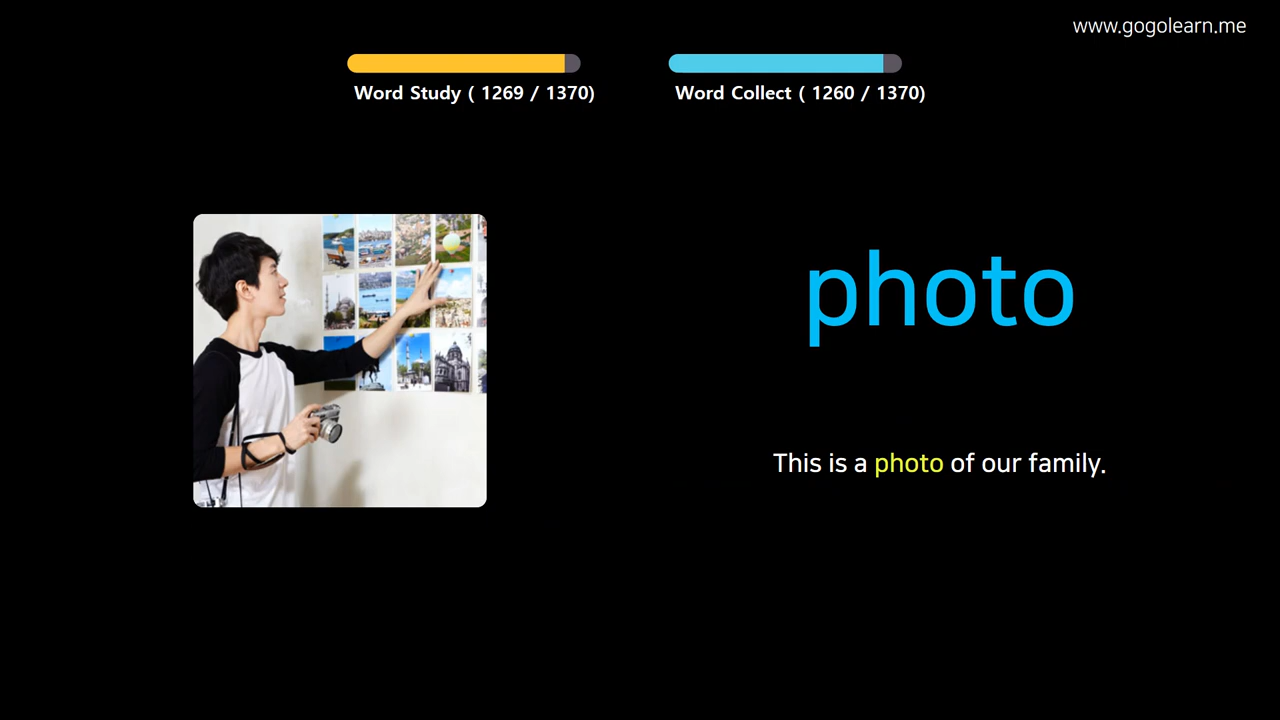 www.gogolearn.me
Word Study ( 1269 / 1370)
Word Collect ( 1260 / 1370)
photo
This is a photo of our family.